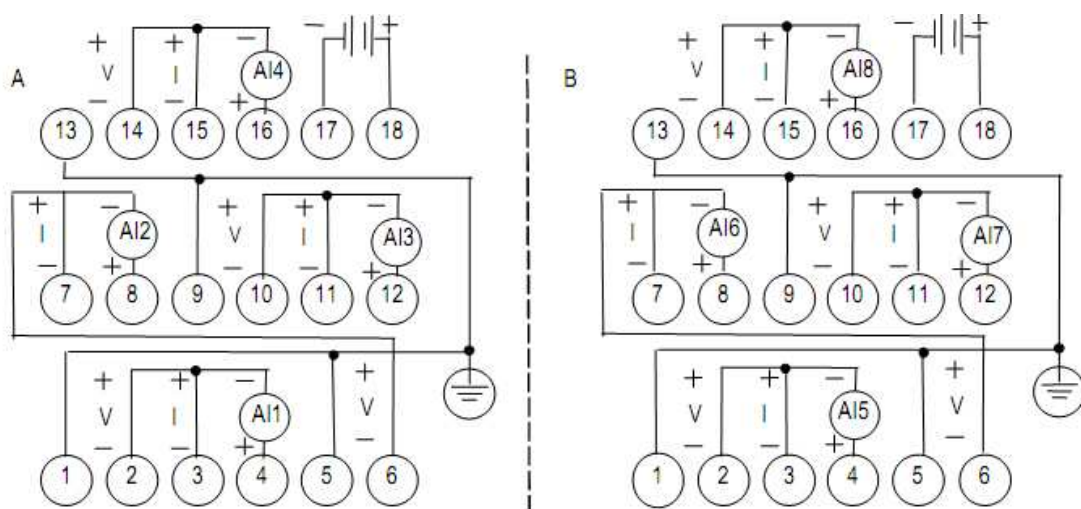 A
+ V −
+ I −
− AI4 +
− +
13 14 15 16 17 18
+ I −
− AI2 +
+ V −
+ I −
− AI3 +
7 8 9 10 11 12
+ V −
+ I −
− AI1 +
+ V −
1 2 3 4 5 6
B
+ V −
+ I −
− AI8 +
− +
13 14 15 16 17 18
+ I −
− AI6 +
+ V −
+ I −
− AI7 +
7 8 9 10 11 12
+ V −
+ I −
− AI5 +
+ V −
1 2 3 4 5 6